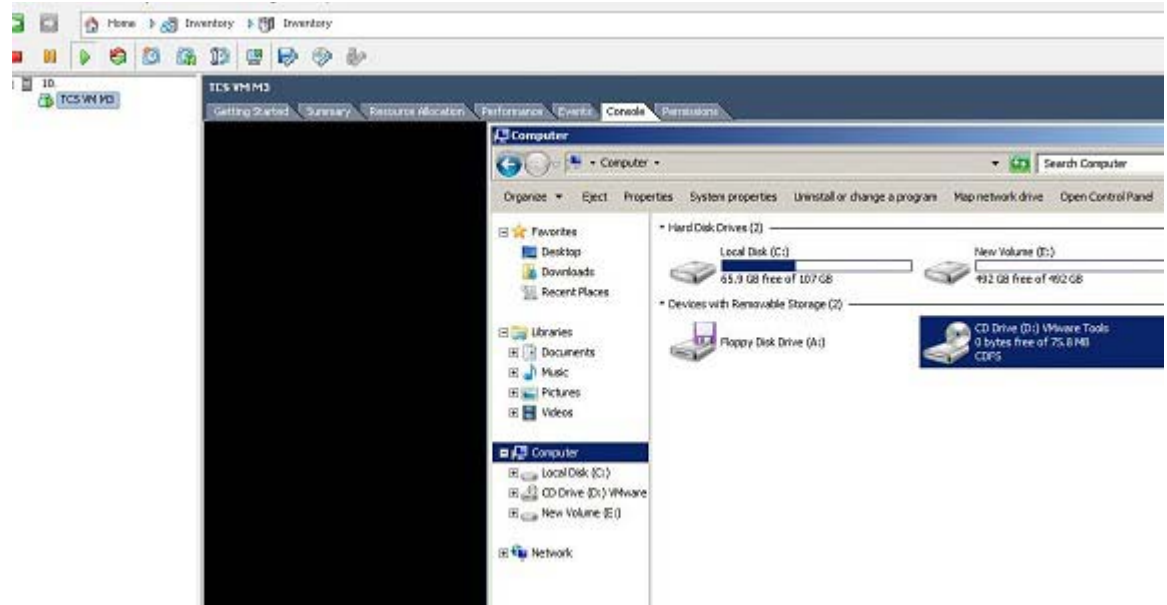 Home Inventory Inventory
10.
TCS VM M3
TCS VM M3
Getting Started Summary Resource Allocation Performance Events Console Permissions
Computer
Computer
Search Computer
Organize Eject Properties System properties Uninstall or change a program Map network drive Open Control Panel
Favorites
Desktop
Downloads
Recent Places
Libraries
Documents
Music
Pictures
Videos
Computer
Local Disk (C:)
CD Drive (D:) VMware
New Volume (E:)
Network
Hard Disk Drives (2)
Local Disk (C:)
65.9 GB free of 107 GB
New Volume (E:)
492 GB free of 492 GB
Devices with Removable Storage (2)
Floppy Disk Drive (A:)
CD Drive (D:) VMware Tools
0 bytes free of 75.8 MB
CDFS